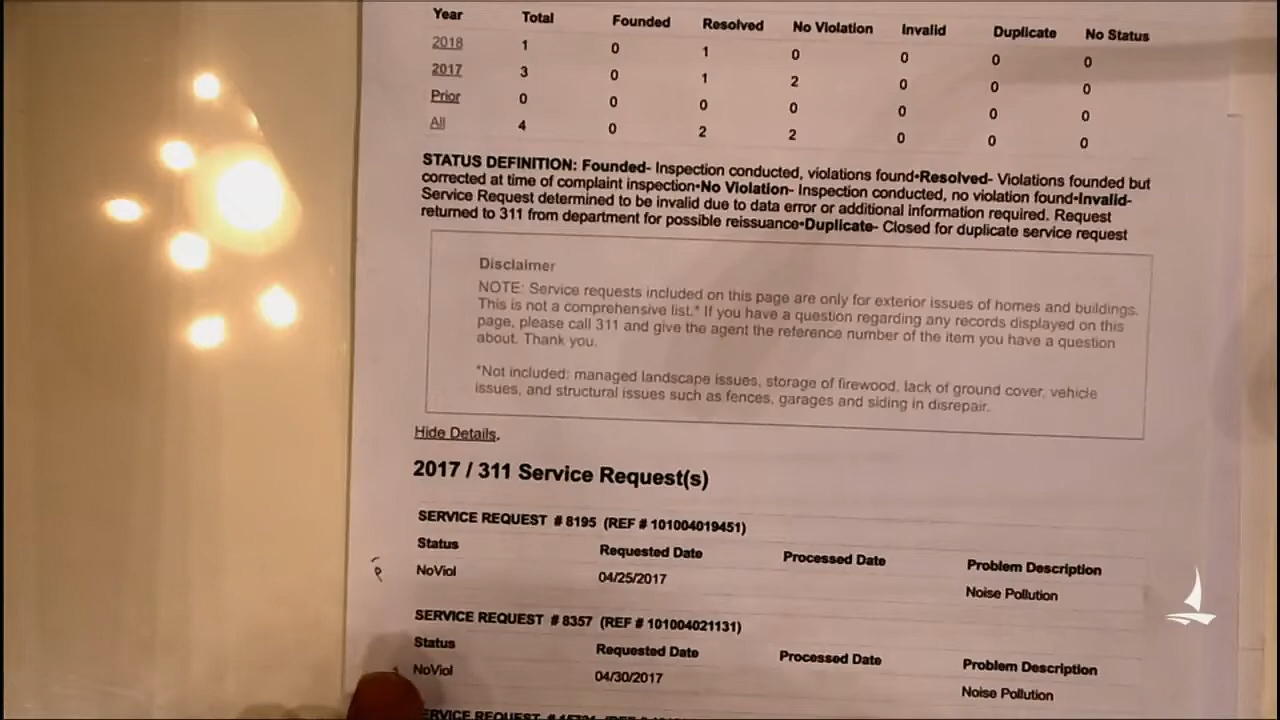 Year Total Founded Resolved No Violation Invalid Duplicate No Status
2018 1 0 1 0 0 0 0
2017 3 0 1 2 0 0 0
Prior 0 0 0 0 0 0 0
All 4 0 2 2 0 0 0
STATUS DEFINITION: Founded- Inspection conducted, violations found•Resolved- Violations founded but
corrected at time of complaint inspection•No Violation- Inspection conducted, no violation found•Invalid-
Service Request determined to be invalid due to data error or additional information required. Request
returned to 311 from department for possible reissuance•Duplicate- Closed for duplicate service request
Disclaimer
NOTE: Service requests included on this page are only for exterior issues of homes and buildings.
This is not a comprehensive list.* If you have a question regarding any records displayed on this
page, please call 311 and give the agent the reference number of the item you have a question
about. Thank you.
*Not included: managed landscape issues, storage of firewood, lack of ground cover, vehicle
issues, and structural issues such as fences, garages and siding in disrepair.
Hide Details.
2017 / 311 Service Request(s)
SERVICE REQUEST # 8195 (REF # 101004019451)
Status Requested Date Processed Date Problem Description
NoViol 04/25/2017 Noise Pollution
SERVICE REQUEST # 8357 (REF # 101004021131)
Status Requested Date Processed Date Problem Description
NoViol 04/30/2017 Noise Pollution
SERVICE REQUEST